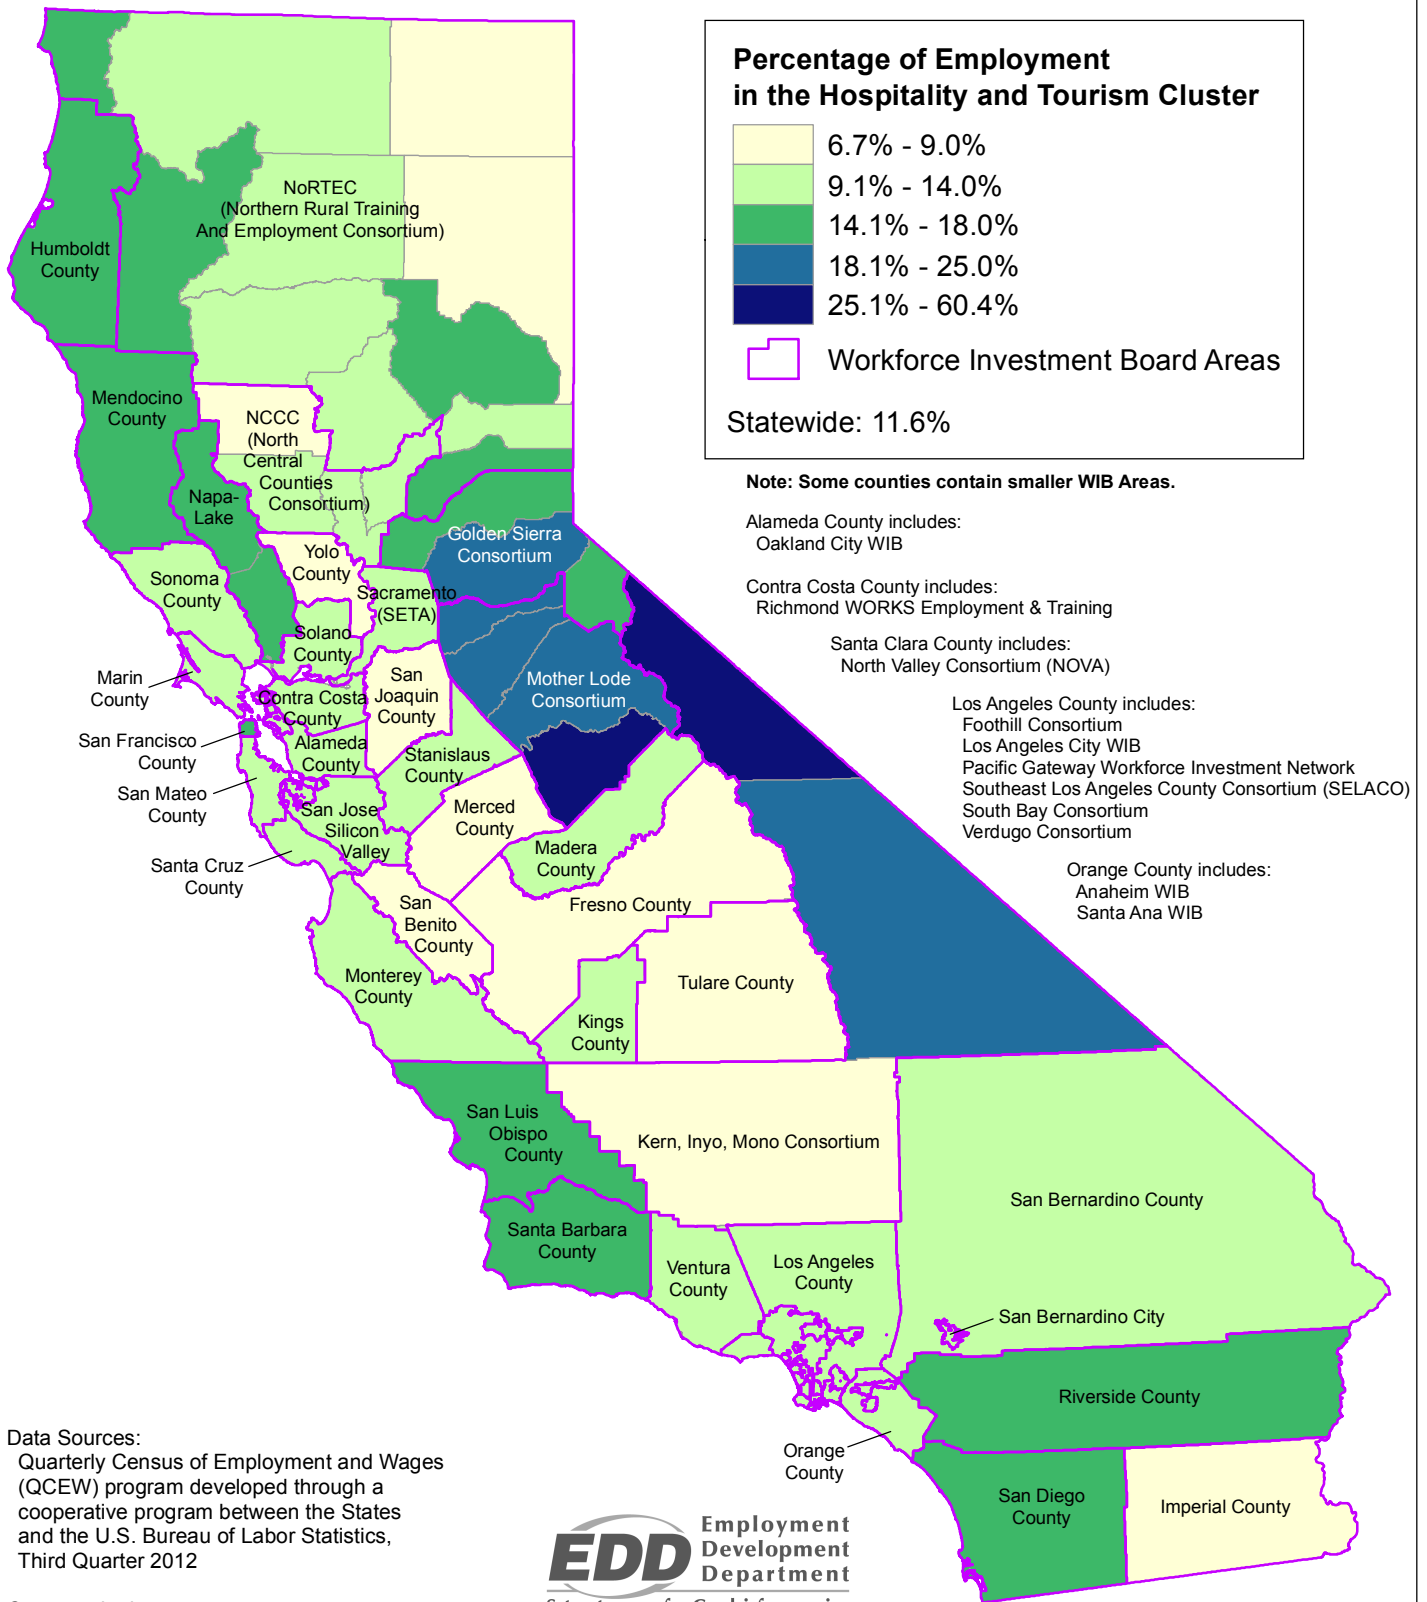 Percentage of Employment
in the Hospitality and Tourism Cluster
6.7% - 9.0%
9.1% - 14.0%
14.1% - 18.0%
18.1% - 25.0%
25.1% - 60.4%
Workforce Investment Board Areas
Statewide: 11.6%
Note: Some counties contain smaller WIB Areas.
Alameda County includes:
Oakland City WIB
Contra Costa County includes:
Richmond WORKS Employment & Training
Santa Clara County includes:
North Valley Consortium (NOVA)
Los Angeles County includes:
Foothill Consortium
Los Angeles City WIB
Pacific Gateway Workforce Investment Network
Southeast Los Angeles County Consortium (SELACO)
South Bay Consortium
Verdugo Consortium
Orange County includes:
Anaheim WIB
Santa Ana WIB
NoRTEC
(Northern Rural Training
And Employment Consortium)
Humboldt
County
Mendocino
County
NCCC
(North
Central
Counties
Consortium)
Napa-
Lake
Golden Sierra
Consortium
Yolo
County
Sonoma
County
Sacramento
(SETA)
Solano
County
Marin
County
San
Joaquin
County
Mother Lode
Consortium
Contra Costa
County
San Francisco
County
Alameda
County
Stanislaus
County
San Mateo
County
San Jose
Silicon
Valley
Merced
County
Santa Cruz
County
Madera
County
San
Benito
County
Fresno County
Monterey
County
Tulare County
Kings
County
San Luis
Obispo
County
Kern, Inyo, Mono Consortium
San Bernardino County
Santa Barbara
County
Ventura
County
Los Angeles
County
San Bernardino City
Riverside County
Orange
County
San Diego
County
Imperial County
Data Sources:
Quarterly Census of Employment and Wages
(QCEW) program developed through a
cooperative program between the States
and the U.S. Bureau of Labor Statistics,
Third Quarter 2012
EDD
Employment
Development
Department